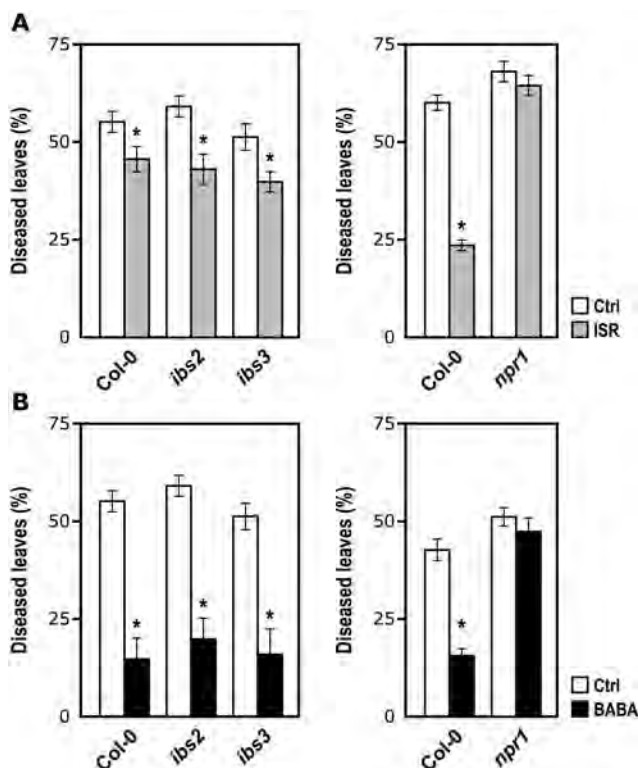 A
Diseased leaves (%)
75
50
25
0
*
*
*
Col-0
ibs2
ibs3
Diseased leaves (%)
75
50
25
0
*
Col-0
npr1
Ctrl
ISR
B
Diseased leaves (%)
75
50
25
0
*
*
*
Col-0
ibs2
ibs3
Diseased leaves (%)
75
50
25
0
*
Col-0
npr1
Ctrl
BABA